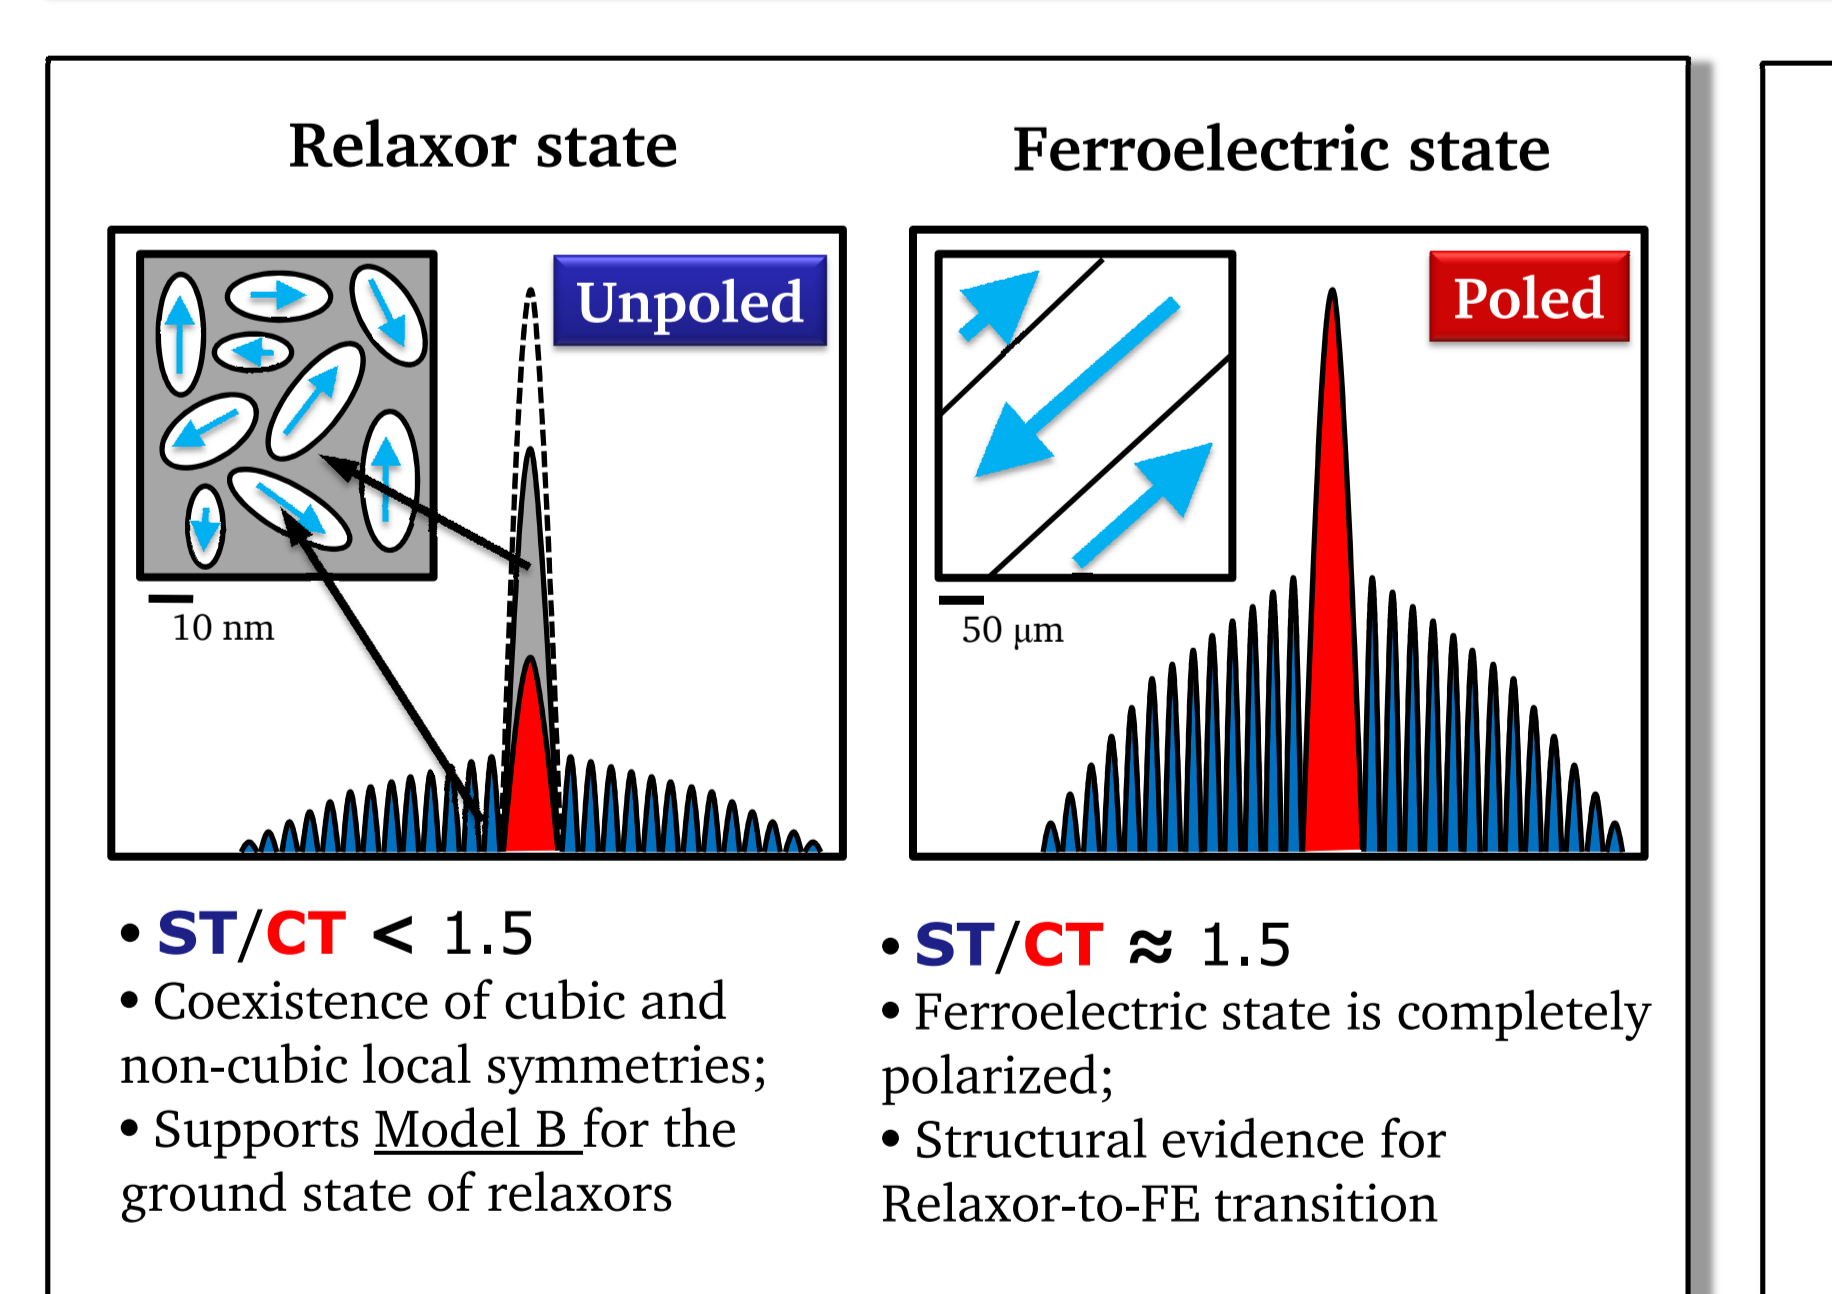 Relaxor state
Unpoled
10 nm
• ST/CT < 1.5
• Coexistence of cubic and
non-cubic local symmetries;
• Supports Model B for the
ground state of relaxors
Ferroelectric state
Poled
50 μm
• ST/CT ≈ 1.5
• Ferroelectric state is completely
polarized;
• Structural evidence for
Relaxor-to-FE transition